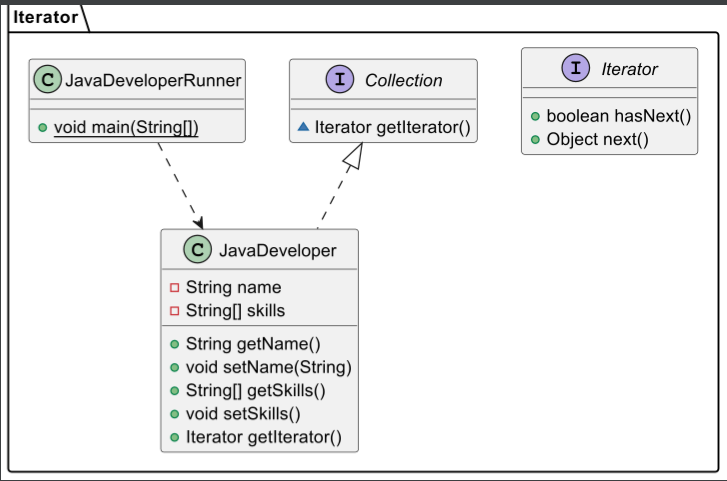 Iterator
C JavaDeveloperRunner
void main(String[])
I Collection
Iterator getIterator()
I Iterator
boolean hasNext()
Object next()
C JavaDeveloper
String name
String[] skills
String getName()
void setName(String)
String[] getSkills()
void setSkills()
Iterator getIterator()